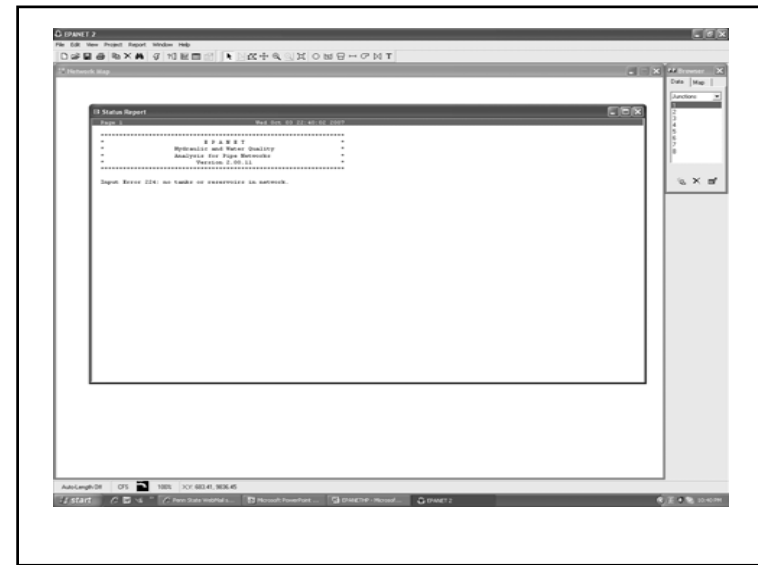 EPANET 2
File Edit View Project Report Window Help
Network Map
Browser
Data Map
Junctions
1
2
3
4
5
6
7
8
Status Report
Page 1 Wed Oct 03 22:40:02 2007
******************************************************************
* E P A N E T *
* Hydraulic and Water Quality *
* Analysis for Pipe Networks *
* Version 2.00.11 *
******************************************************************
Input Error 224: no tanks or reservoirs in network.
Auto-Length Off CFS 100% X,Y: 603.41, 9036.45
start Penn State WebMail Microsoft PowerPoint ... EPANETHP - Microsof... EPANET 2 10:40 PM